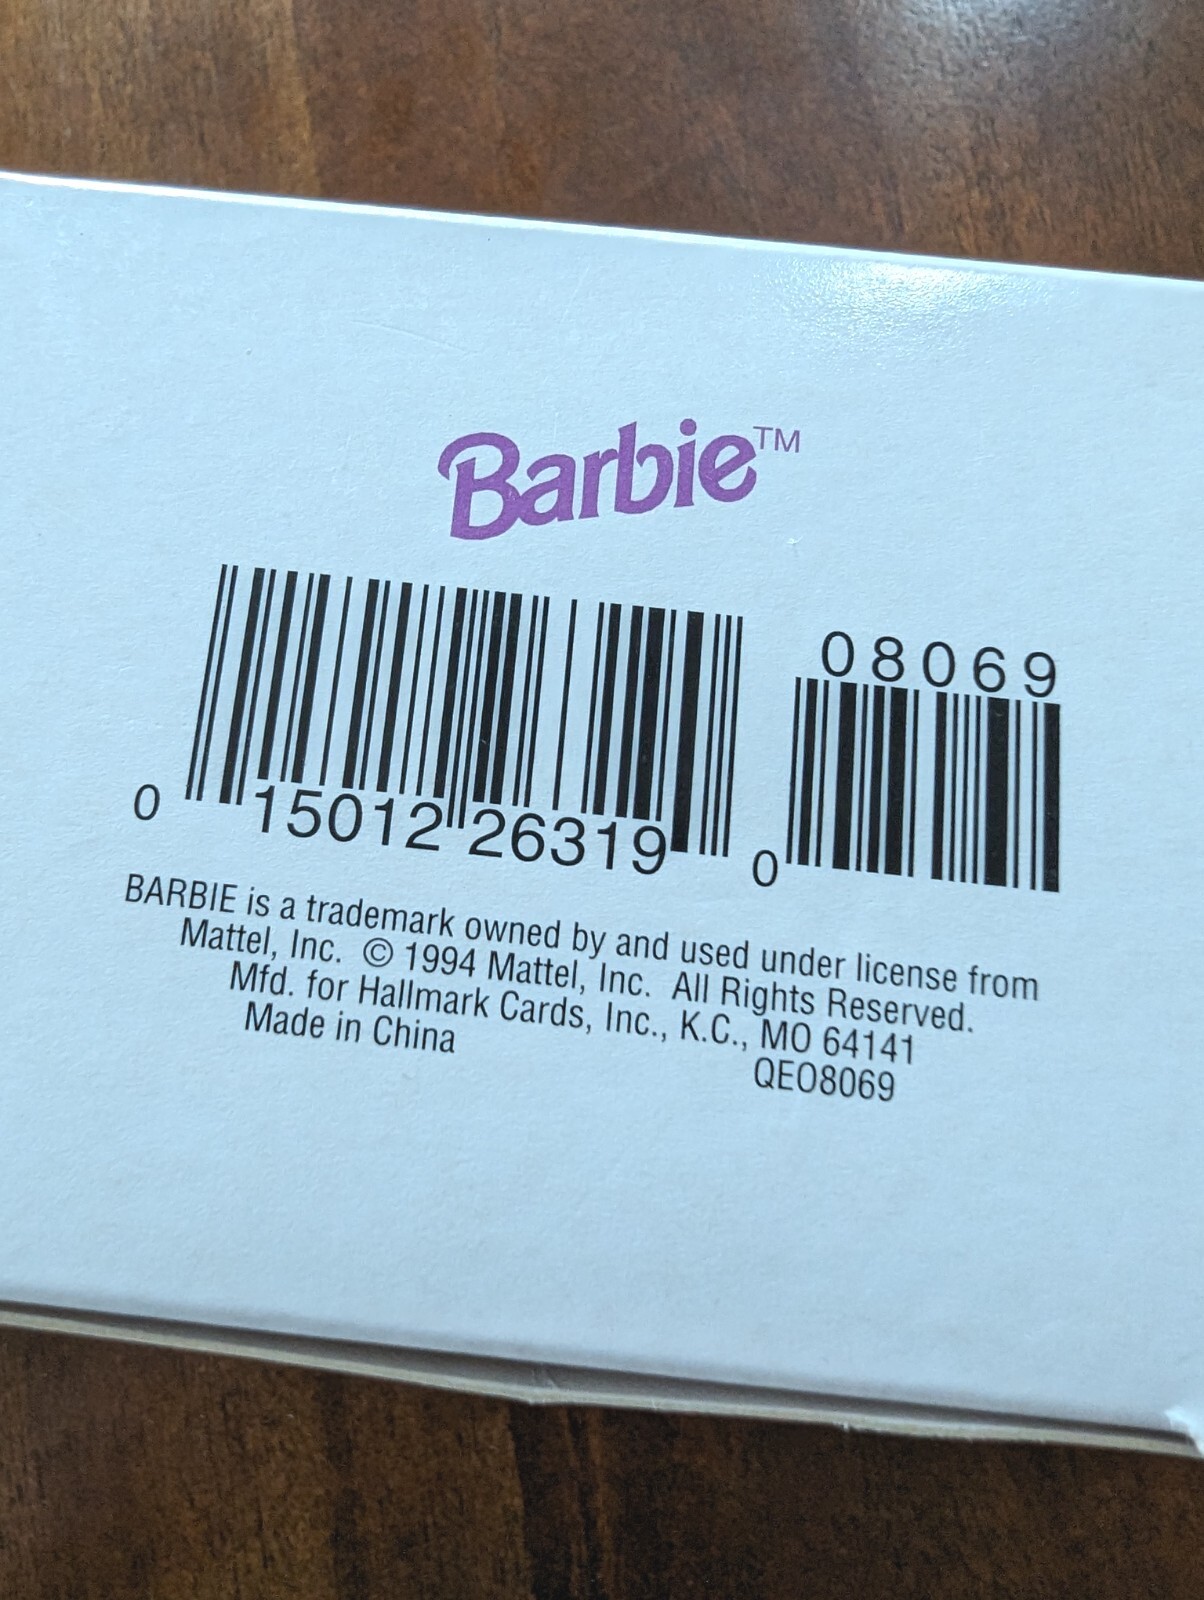 Barbie™
08069
0 15012 26319 0
BARBIE is a trademark owned by and used under license from
Mattel, Inc. © 1994 Mattel, Inc. All Rights Reserved.
Mfd. for Hallmark Cards, Inc., K.C., MO 64141
Made in China
QEO8069